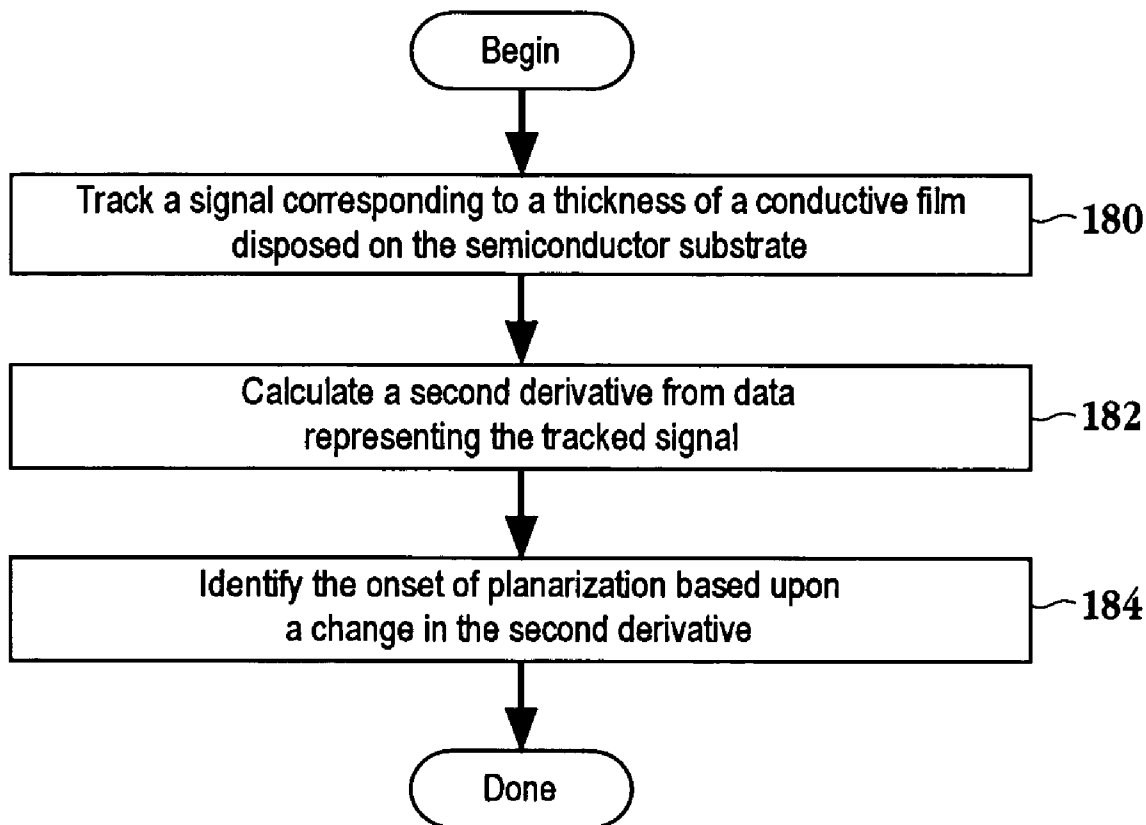 Begin
Track a signal corresponding to a thickness of a conductive film
disposed on the semiconductor substrate
180
Calculate a second derivative from data
representing the tracked signal
182
Identify the onset of planarization based upon
a change in the second derivative
184
Done